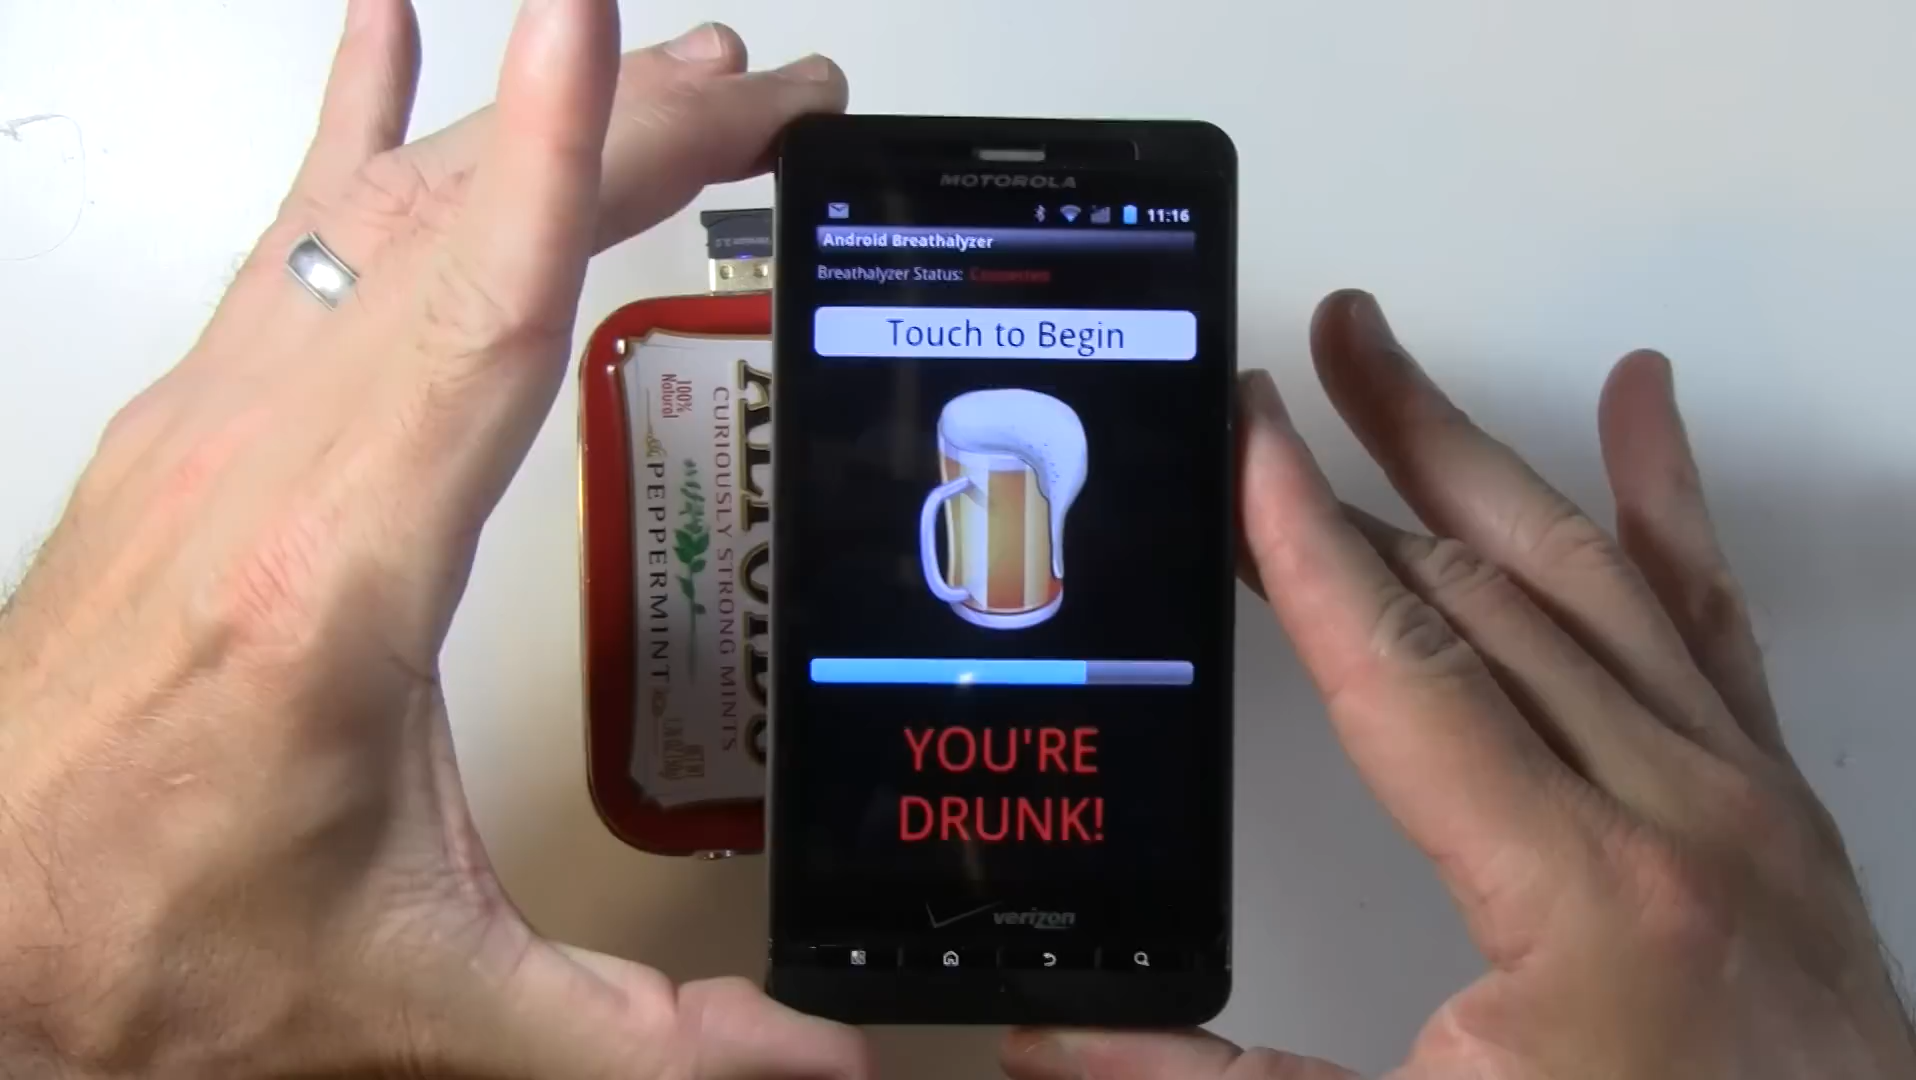 MOTOROLA
11:16
Android Breathalyzer
Breathalyzer Status: Connected
Touch to Begin
YOU'RE
DRUNK!
verizon
100%
Natural
CURIOUSLY STRONG MINTS
PEPPERMINT